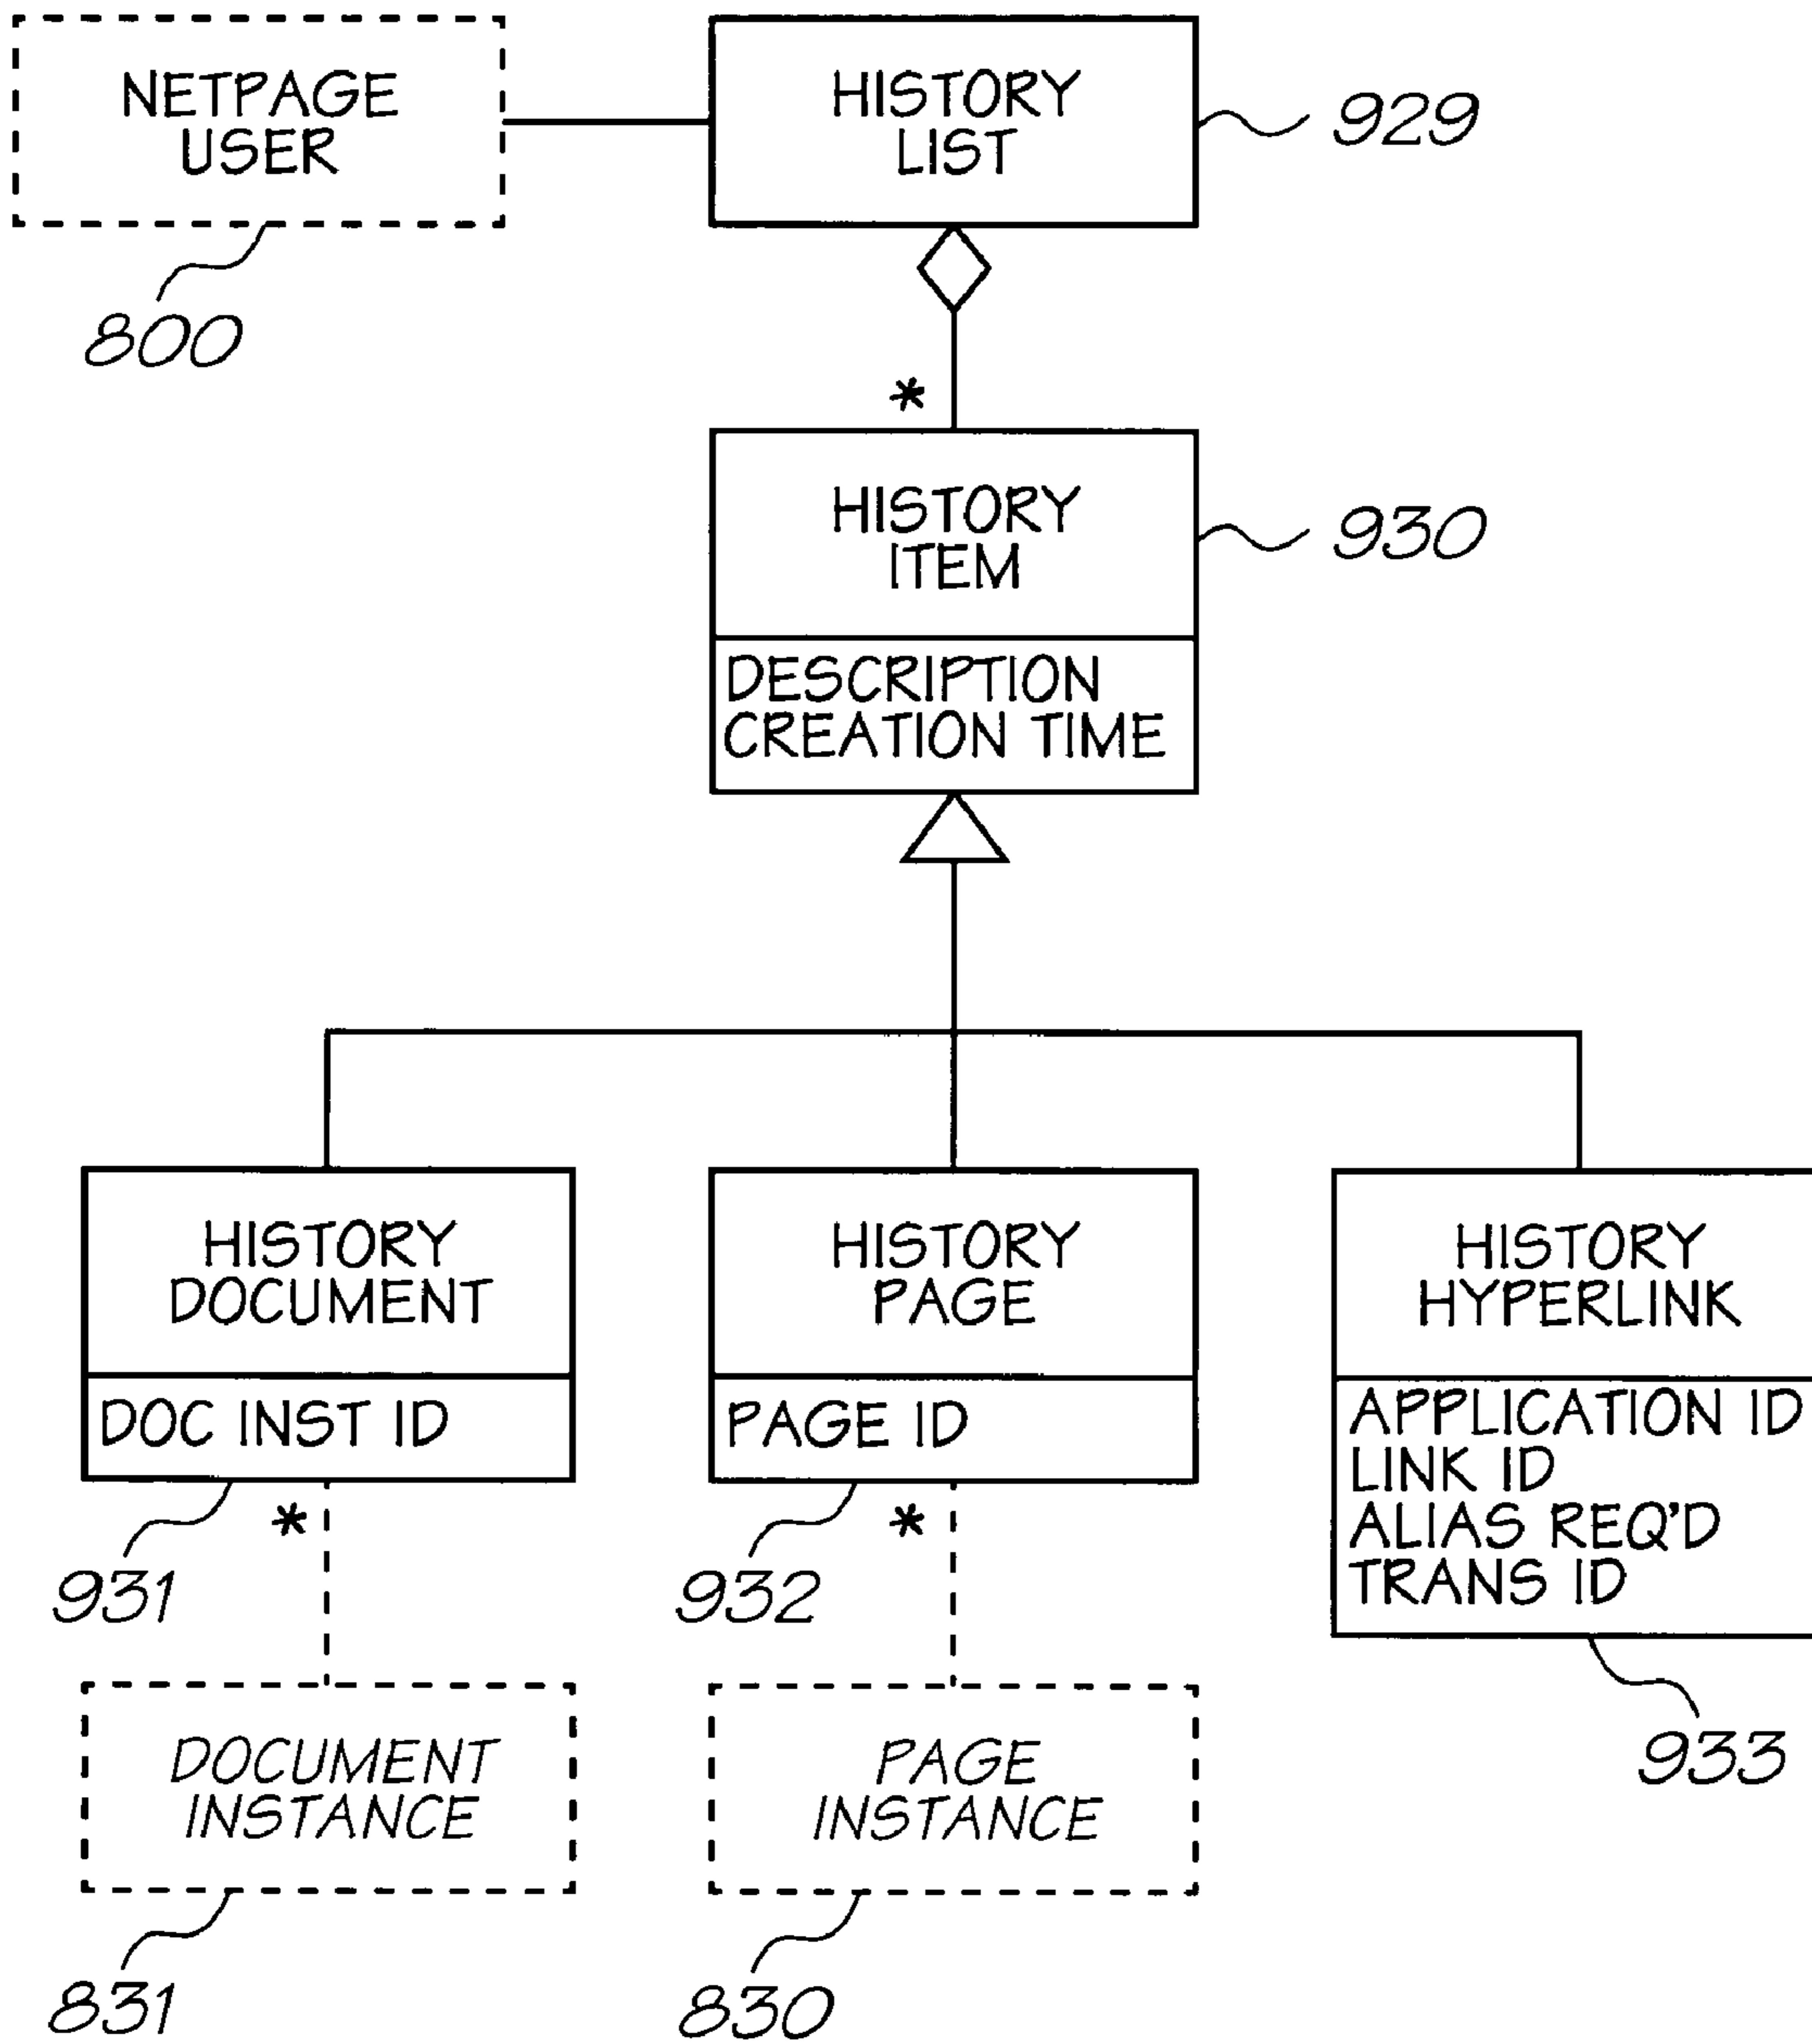 NETPAGE
USER
800
HISTORY
LIST
929
*
HISTORY
ITEM
930
DESCRIPTION
CREATION TIME
HISTORY
DOCUMENT
DOC INST ID
931
*
HISTORY
PAGE
PAGE ID
932
*
HISTORY
HYPERLINK
APPLICATION ID
LINK ID
ALIAS REQ'D
TRANS ID
933
DOCUMENT
INSTANCE
831
PAGE
INSTANCE
830